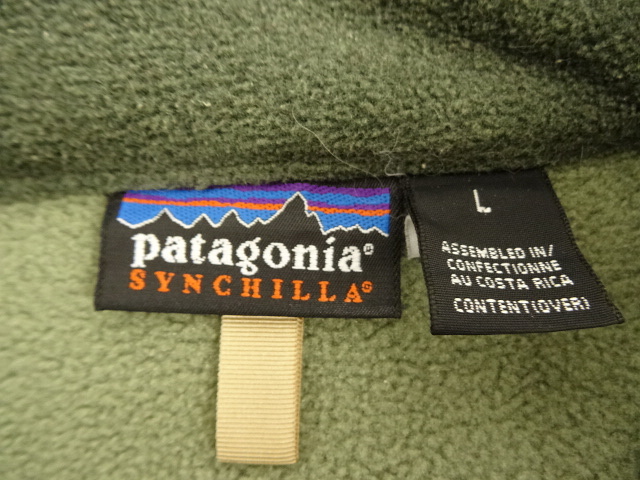 patagonia®
SYNCHILLA®
L
ASSEMBLED IN/
CONFECTIONNE
AU COSTA RICA
CONTENT(OVER)